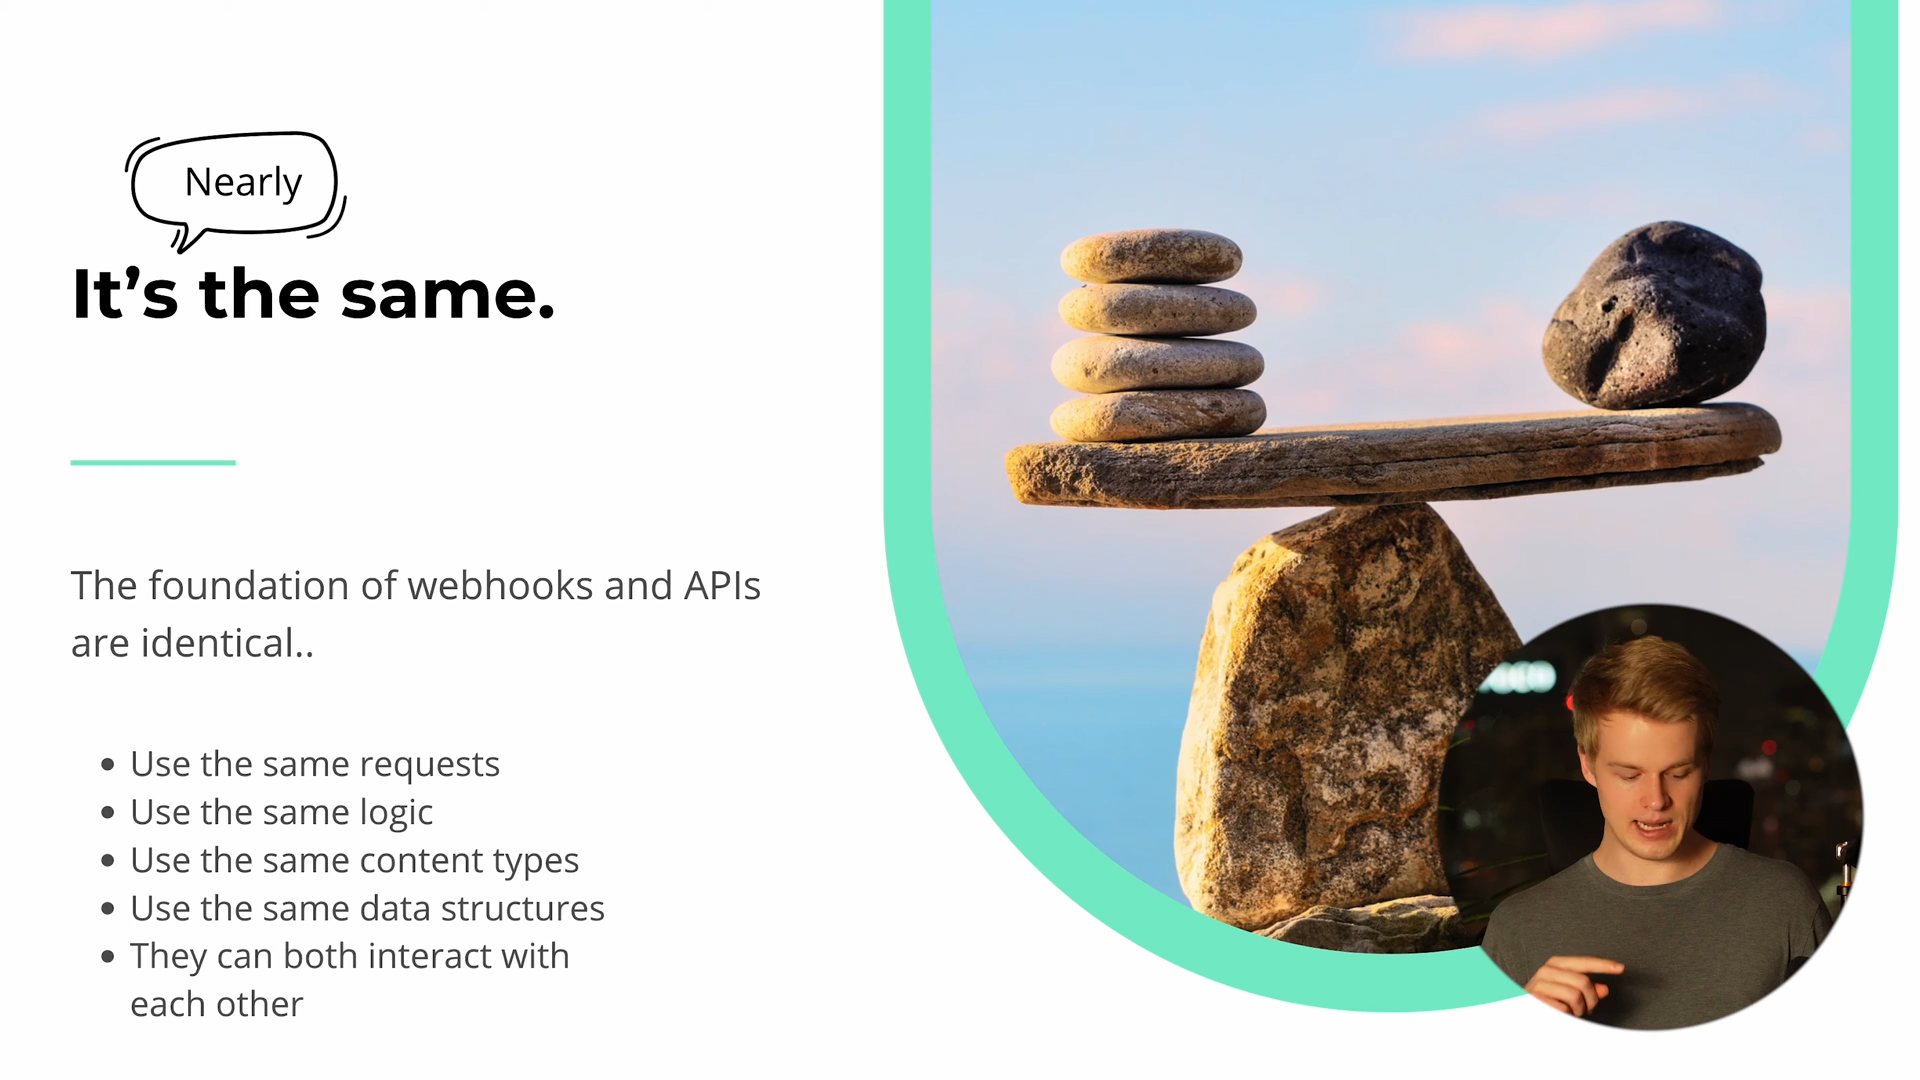 Nearly
It’s the same.
The foundation of webhooks and APIs
are identical..
• Use the same requests
• Use the same logic
• Use the same content types
• Use the same data structures
• They can both interact with
each other